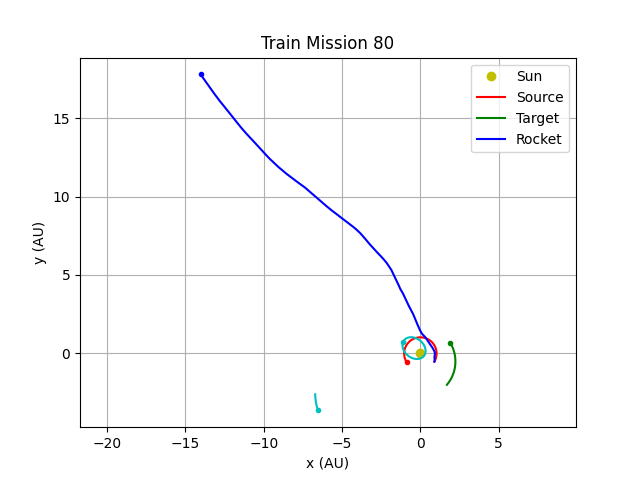 Train Mission 80
Sun
Source
Target
Rocket
15
10
5
0
y (AU)
−20
−15
−10
−5
0
5
x (AU)